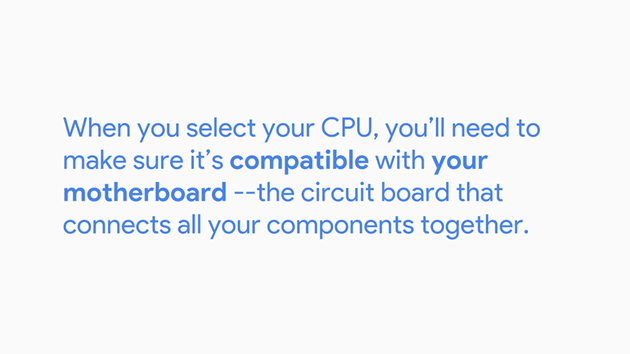 When you select your CPU, you’ll need to
make sure it’s compatible with your
motherboard --the circuit board that
connects all your components together.